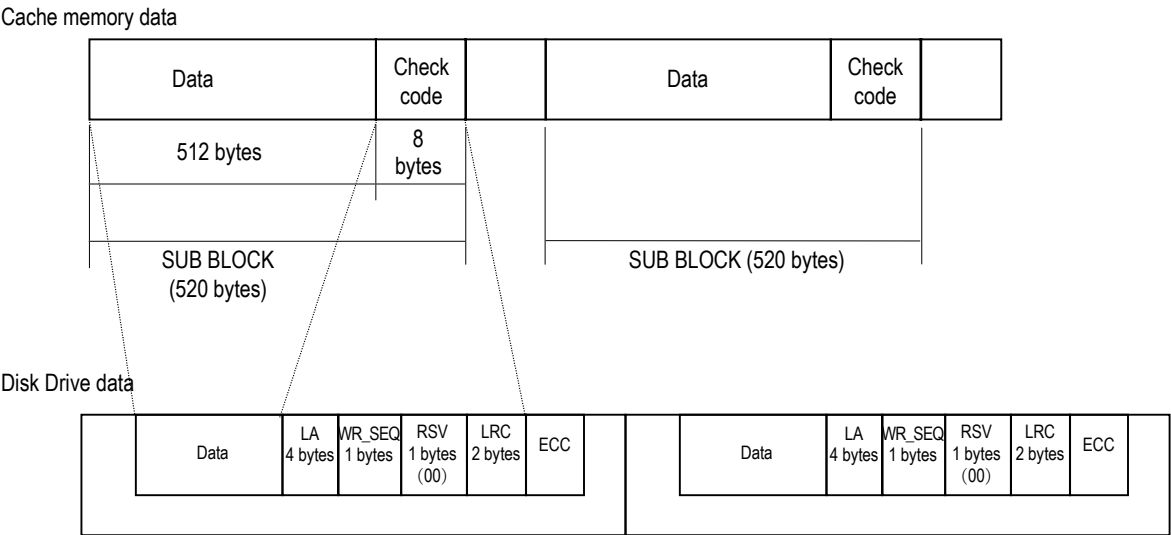 Cache memory data
Data
Check
code
Data
Check
code
512 bytes
8
bytes
SUB BLOCK
(520 bytes)
SUB BLOCK (520 bytes)
Disk Drive data
Data
LA
4 bytes
WR_SEQ
1 bytes
RSV
1 bytes
(00)
LRC
2 bytes
ECC
Data
LA
4 bytes
WR_SEQ
1 bytes
RSV
1 bytes
(00)
LRC
2 bytes
ECC